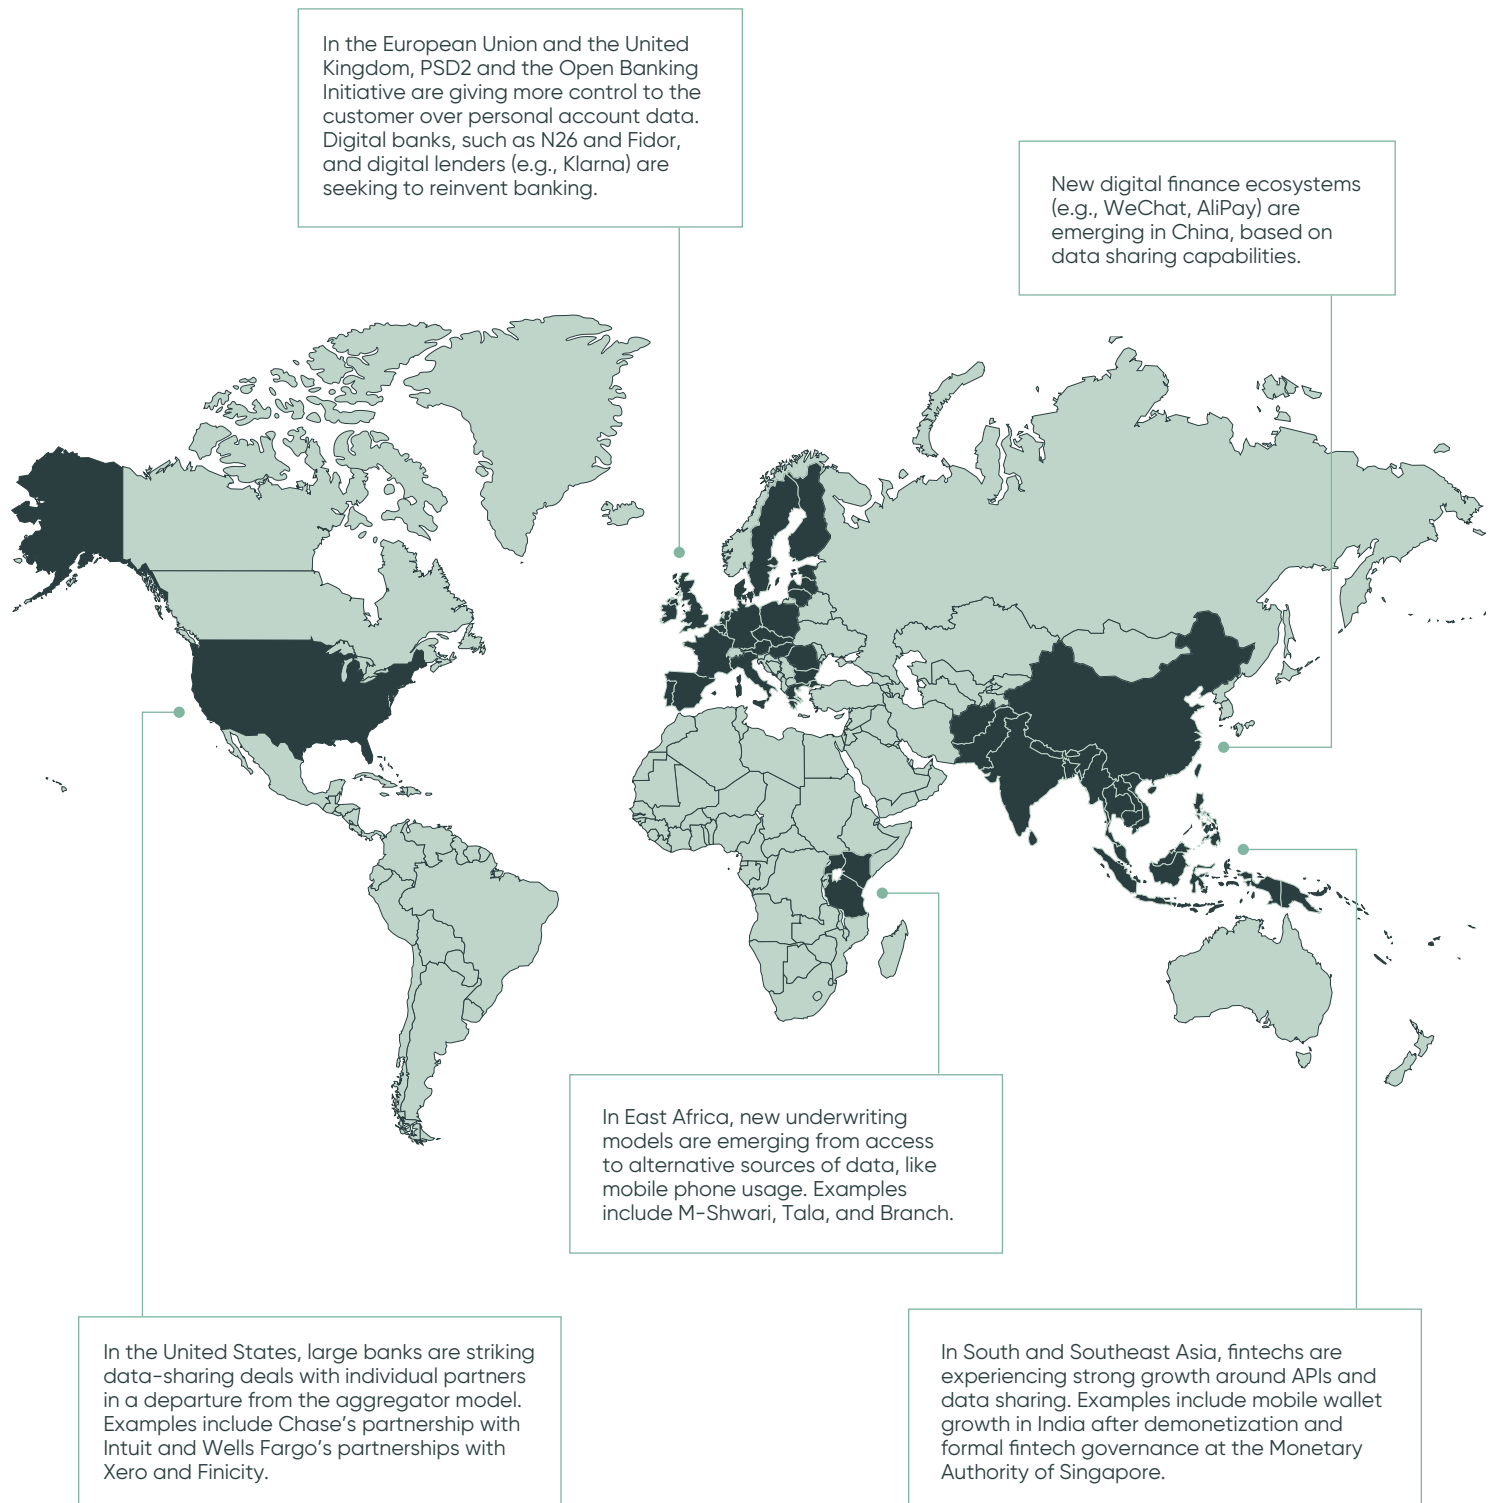 In the European Union and the United
Kingdom, PSD2 and the Open Banking
Initiative are giving more control to the
customer over personal account data.
Digital banks, such as N26 and Fidor,
and digital lenders (e.g., Klarna) are
seeking to reinvent banking.
New digital finance ecosystems
(e.g., WeChat, AliPay) are
emerging in China, based on
data sharing capabilities.
In East Africa, new underwriting
models are emerging from access
to alternative sources of data, like
mobile phone usage. Examples
include M-Shwari, Tala, and Branch.
In the United States, large banks are striking
data-sharing deals with individual partners
in a departure from the aggregator model.
Examples include Chase's partnership with
Intuit and Wells Fargo's partnerships with
Xero and Finicity.
In South and Southeast Asia, fintechs are
experiencing strong growth around APIs and
data sharing. Examples include mobile wallet
growth in India after demonetization and
formal fintech governance at the Monetary
Authority of Singapore.